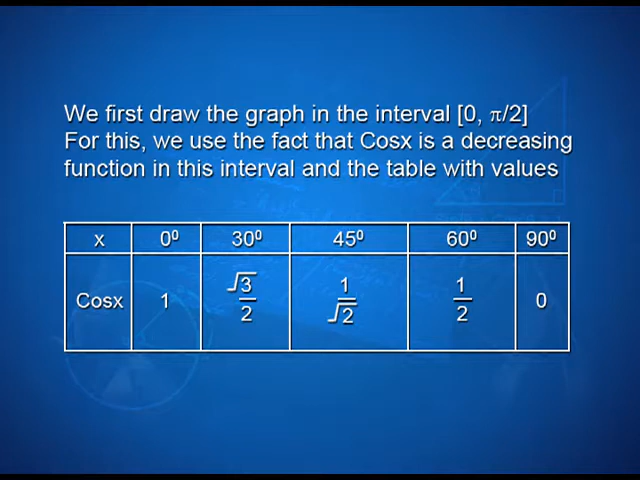 We first draw the graph in the interval [0, π/2]
For this, we use the fact that Cosx is a decreasing
function in this interval and the table with values
x 0⁰ 30⁰ 45⁰ 60⁰ 90⁰
Cosx 1 √3/2 1/√2 1/2 0